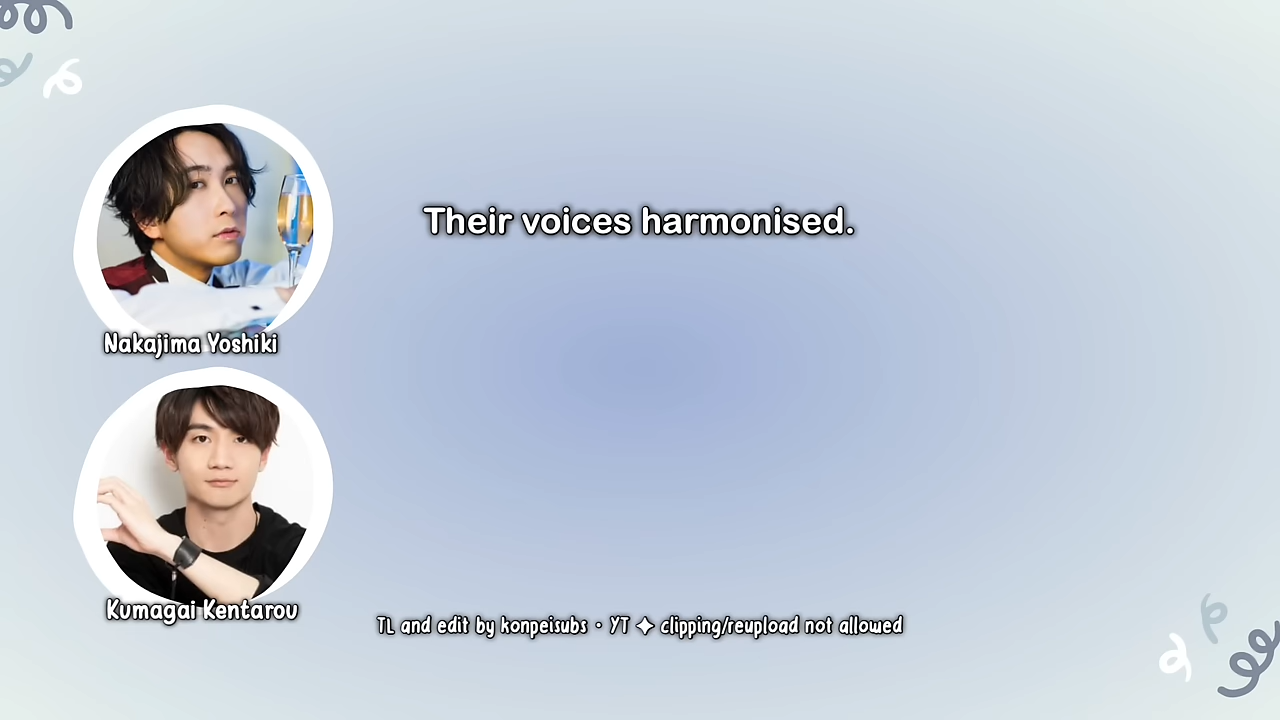 Their voices harmonised.
Nakajima Yoshiki
Kumagai Kentarou
TL and edit by konpeisubs • YT ✦ clipping/reupload not allowed